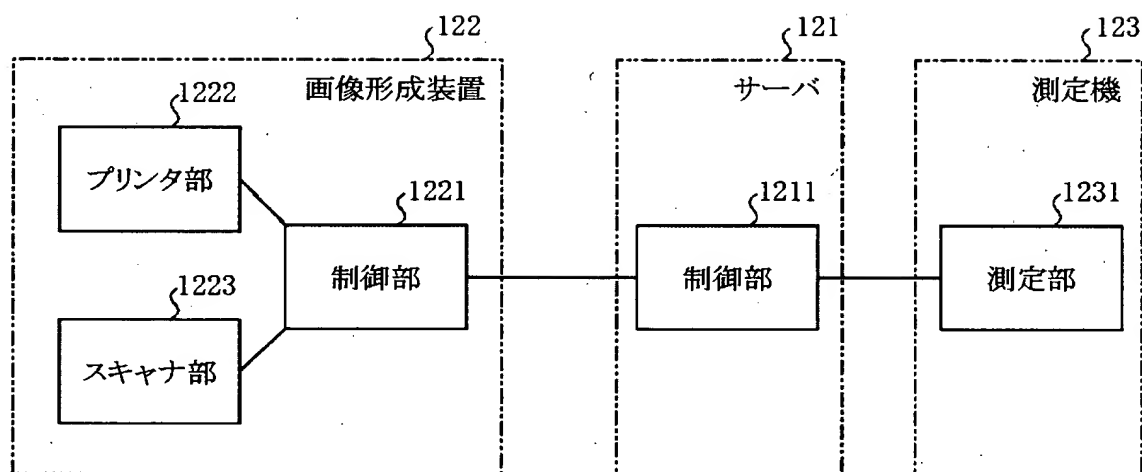 122
121
123
画像形成装置
サーバ
測定機
1222
プリンタ部
1221
制御部
1211
制御部
1231
測定部
1223
スキャナ部